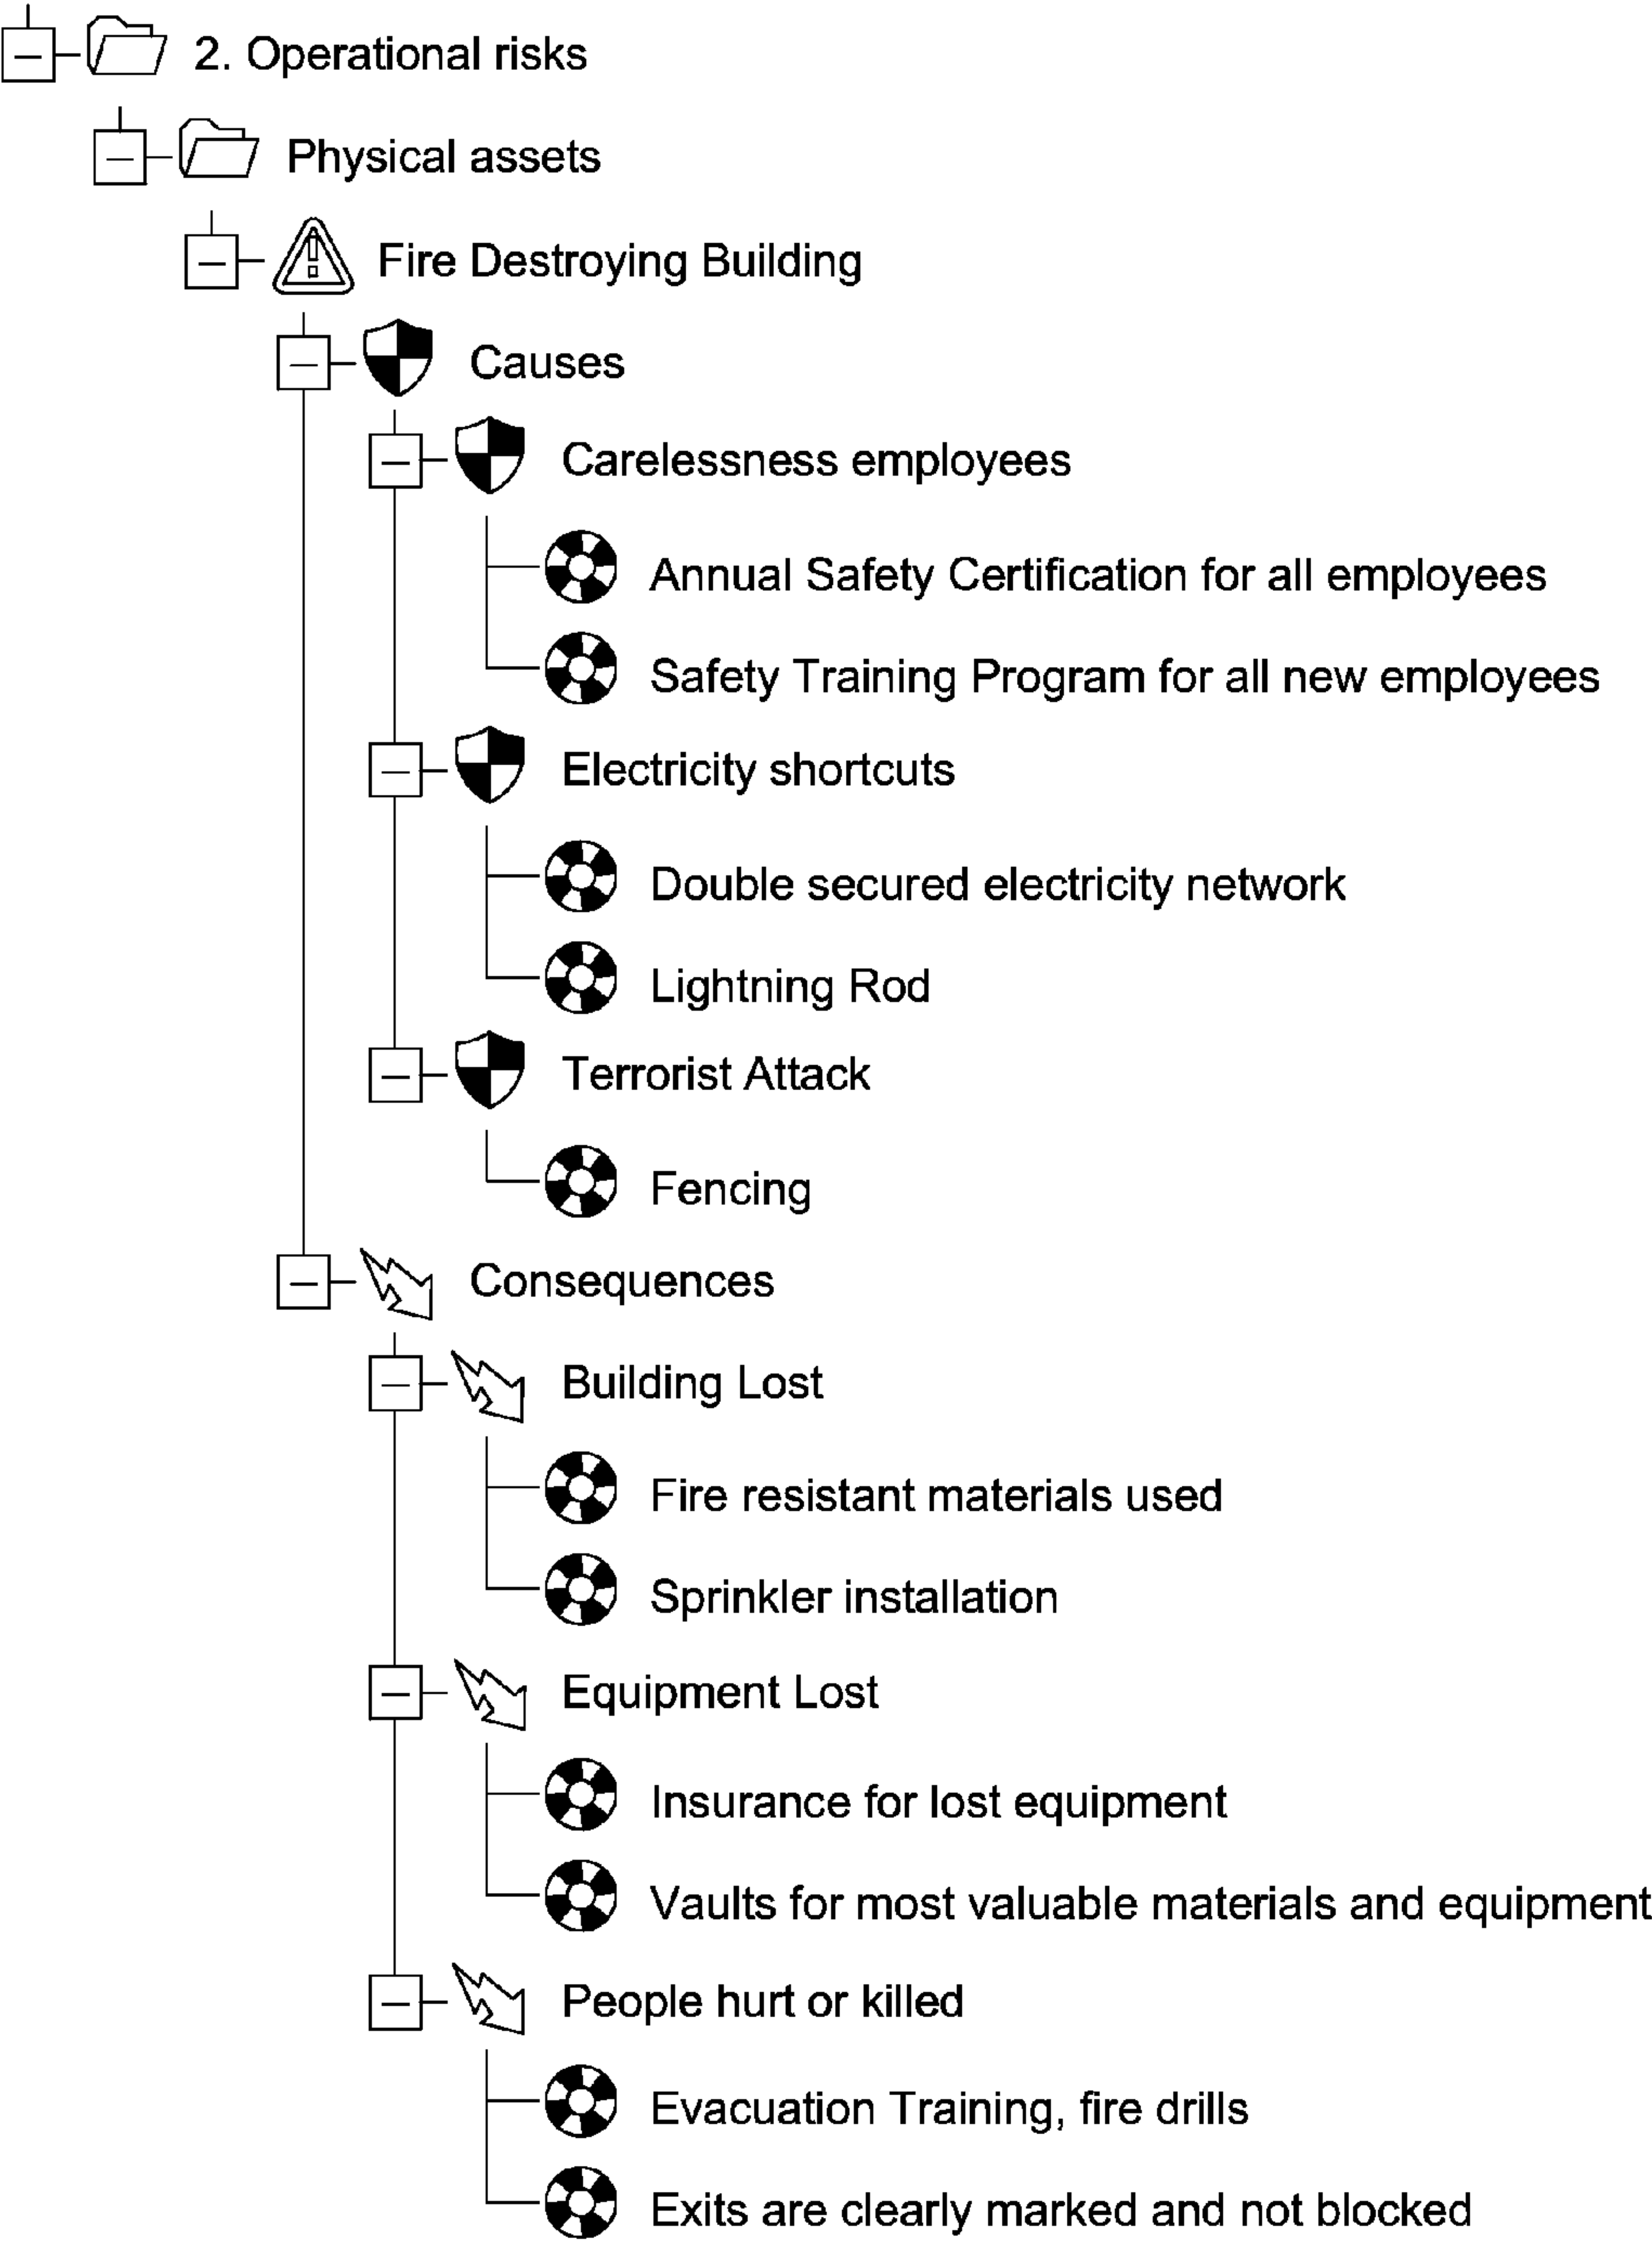 2. Operational risks
Physical assets
Fire Destroying Building
Causes
Carelessness employees
Annual Safety Certification for all employees
Safety Training Program for all new employees
Electricity shortcuts
Double secured electricity network
Lightning Rod
Terrorist Attack
Fencing
Consequences
Building Lost
Fire resistant materials used
Sprinkler installation
Equipment Lost
Insurance for lost equipment
Vaults for most valuable materials and equipment
People hurt or killed
Evacuation Training, fire drills
Exits are clearly marked and not blocked